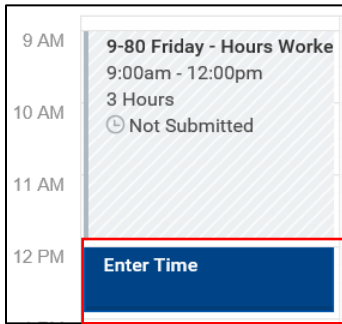 9 AM
9-80 Friday - Hours Worke
9:00am - 12:00pm
3 Hours
10 AM
Not Submitted
11 AM
12 PM
Enter Time